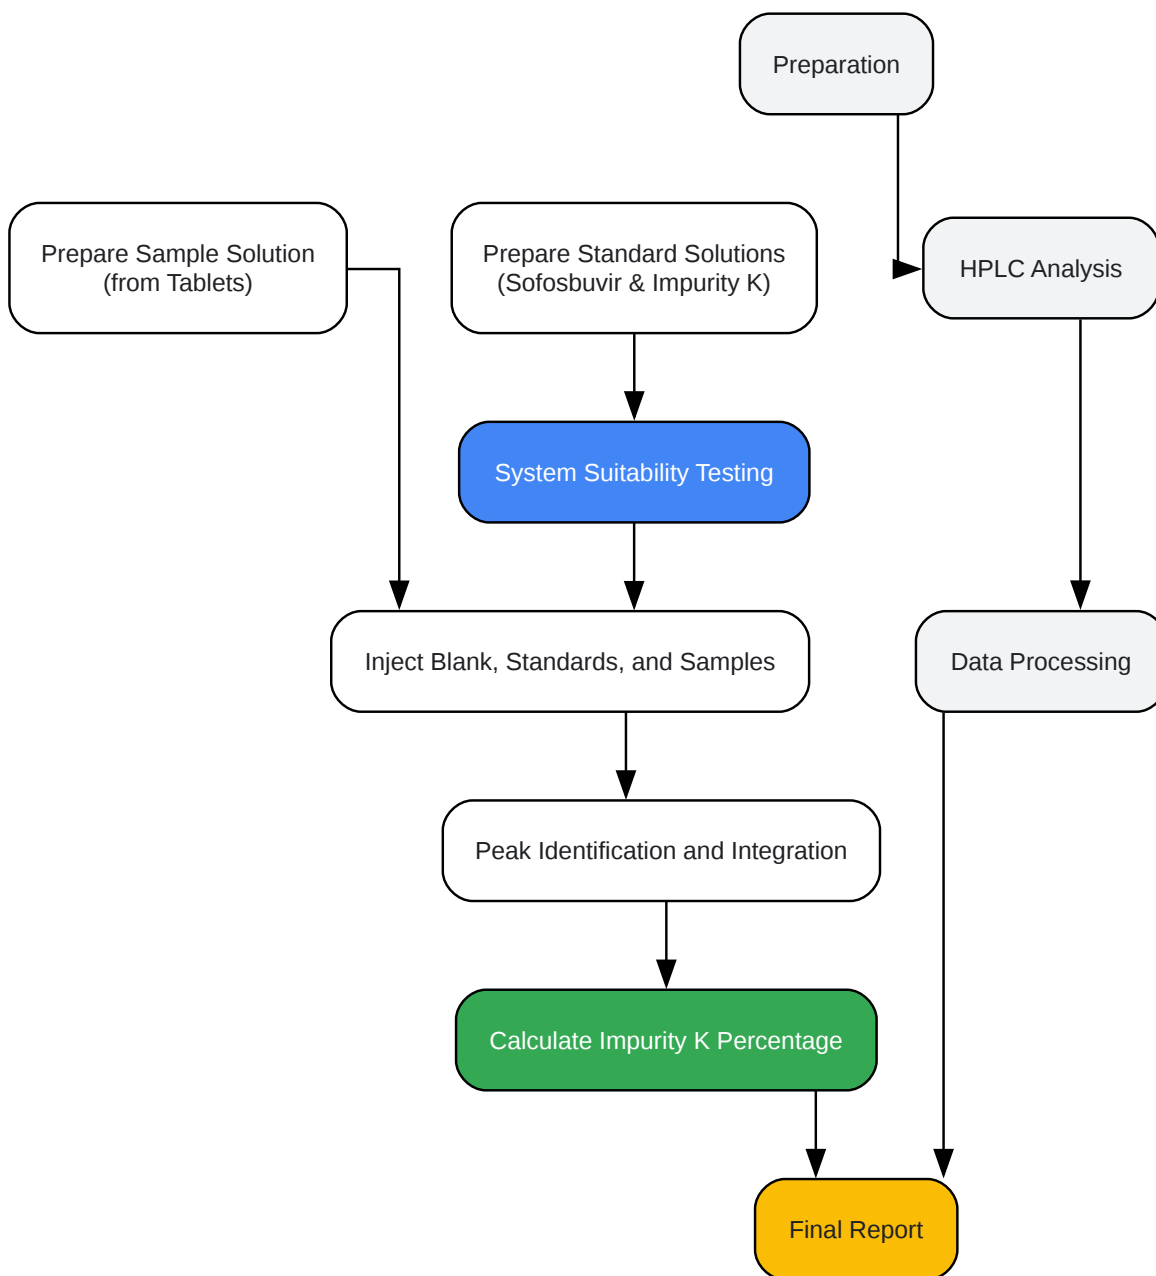 Preparation
Prepare Sample Solution
(from Tablets)
Prepare Standard Solutions
(Sofosbuvir & Impurity K)
HPLC Analysis
System Suitability Testing
Inject Blank, Standards, and Samples
Data Processing
Peak Identification and Integration
Calculate Impurity K Percentage
Final Report